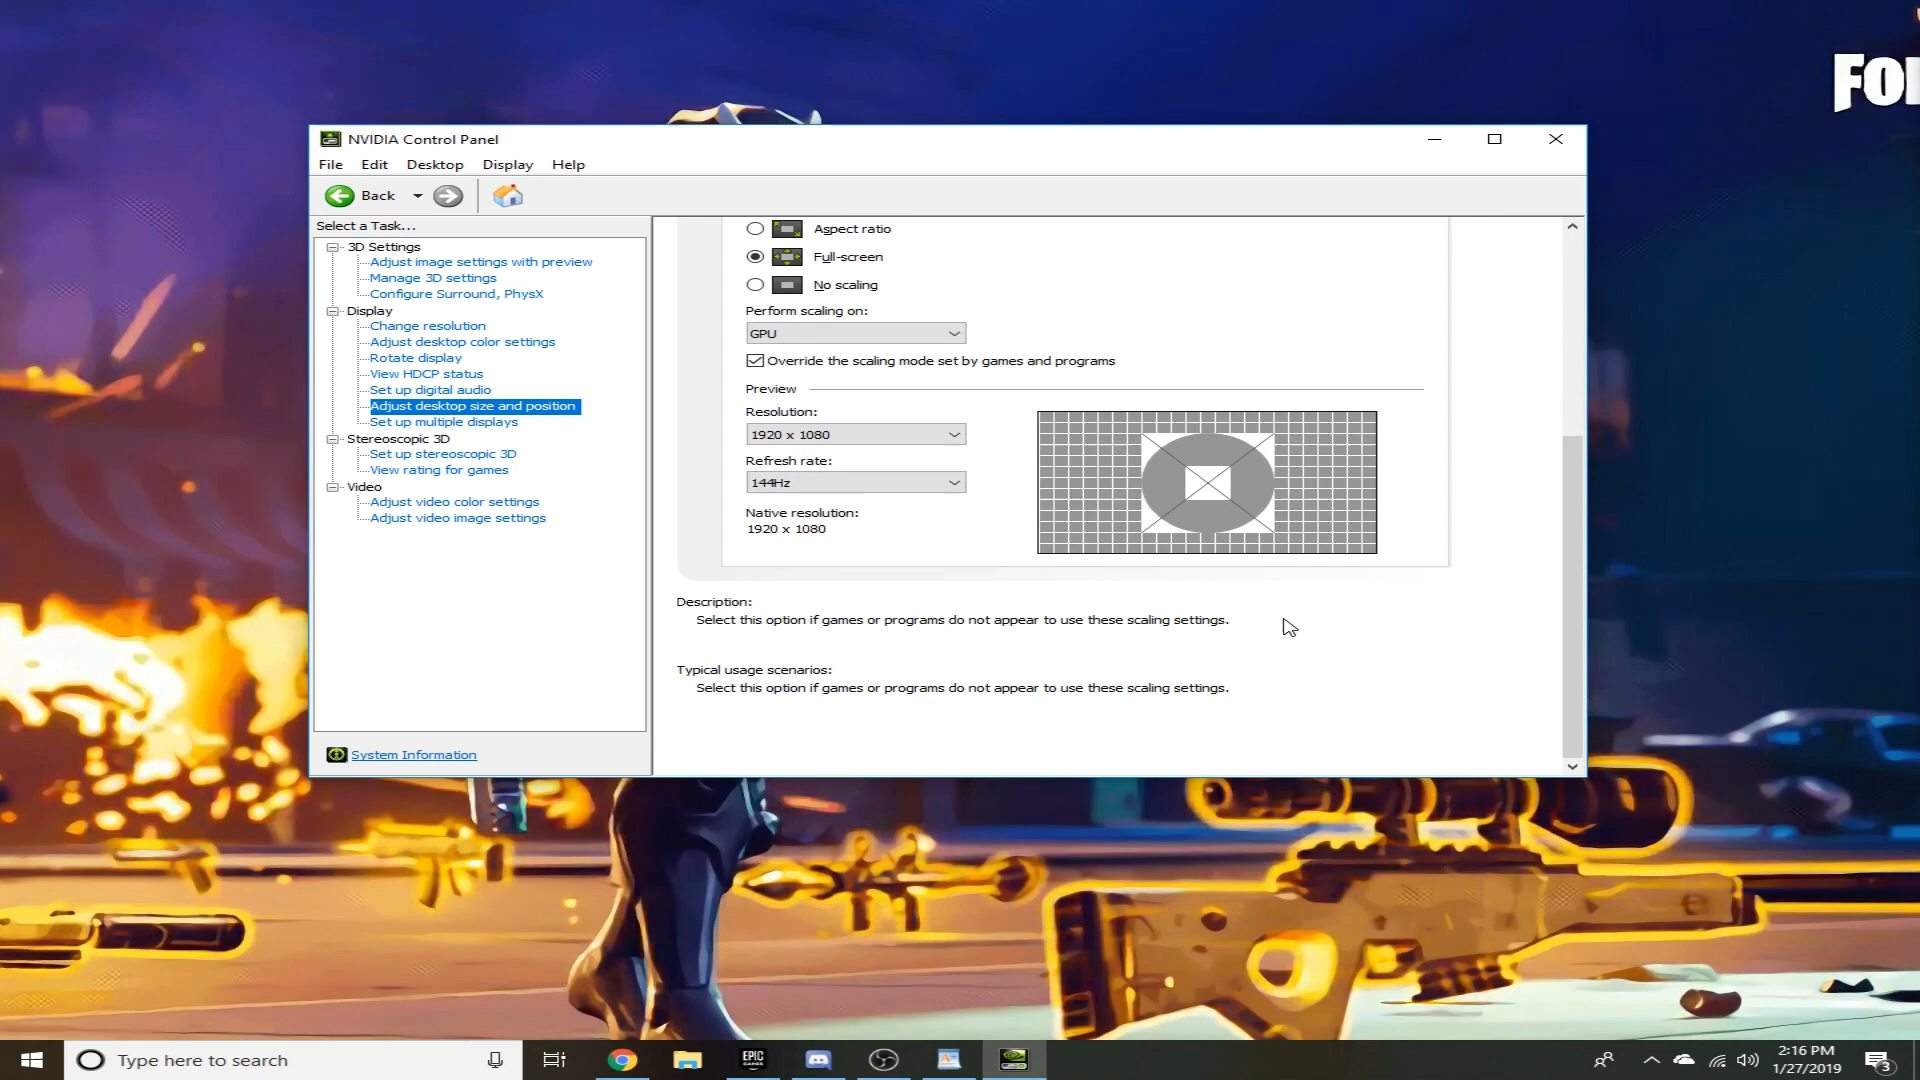 FO
NVIDIA Control Panel
File Edit Desktop Display Help
Back
Select a Task...
3D Settings
Adjust image settings with preview
Manage 3D settings
Configure Surround, PhysX
Display
Change resolution
Adjust desktop color settings
Rotate display
View HDCP status
Set up digital audio
Adjust desktop size and position
Set up multiple displays
Stereoscopic 3D
Set up stereoscopic 3D
View rating for games
Video
Adjust video color settings
Adjust video image settings
System Information
Aspect ratio
Full-screen
No scaling
Perform scaling on:
GPU
Override the scaling mode set by games and programs
Preview
Resolution:
1920 x 1080
Refresh rate:
144Hz
Native resolution:
1920 x 1080
Description:
Select this option if games or programs do not appear to use these scaling settings.
Typical usage scenarios:
Select this option if games or programs do not appear to use these scaling settings.
Type here to search
EPIC
GAMES
2:16 PM
1/27/2019
3